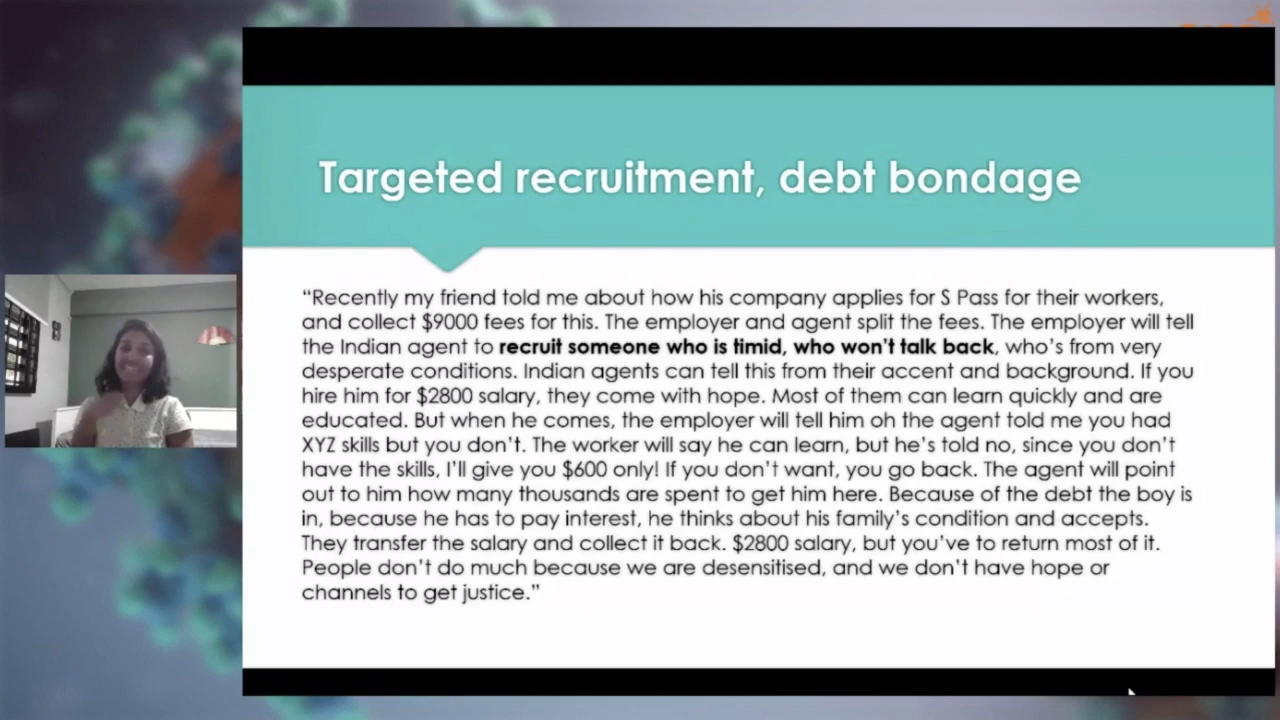 Targeted recruitment, debt bondage
“Recently my friend told me about how his company applies for S Pass for their workers,
and collect $9000 fees for this. The employer and agent split the fees. The employer will tell
the Indian agent to recruit someone who is timid, who won’t talk back, who’s from very
desperate conditions. Indian agents can tell this from their accent and background. If you
hire him for $2800 salary, they come with hope. Most of them can learn quickly and are
educated. But when he comes, the employer will tell him oh the agent told me you had
XYZ skills but you don’t. The worker will say he can learn, but he’s told no, since you don’t
have the skills, I’ll give you $600 only! If you don’t want, you go back. The agent will point
out to him how many thousands are spent to get him here. Because of the debt the boy is
in, because he has to pay interest, he thinks about his family’s condition and accepts.
They transfer the salary and collect it back. $2800 salary, but you’ve to return most of it.
People don’t do much because we are desensitised, and we don’t have hope or
channels to get justice.”